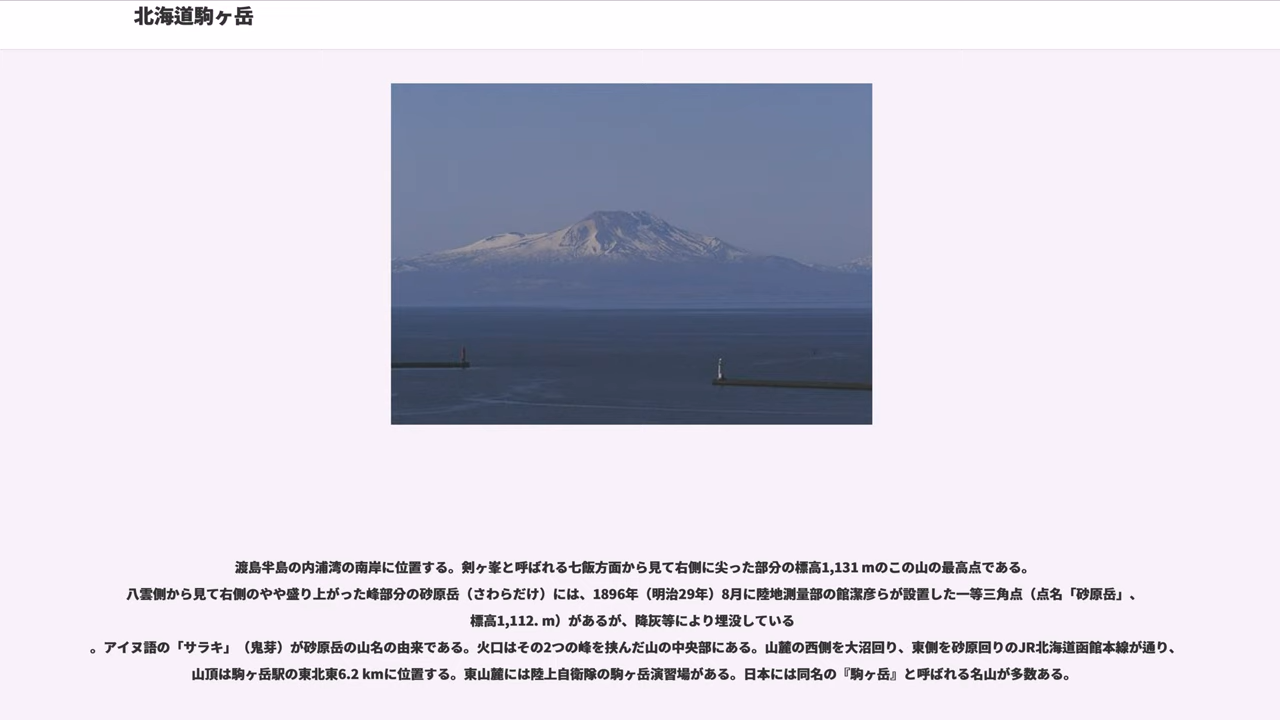 北海道駒ヶ岳
渡島半島の内浦湾の南岸に位置する。剣ヶ峯と呼ばれる七飯方面から見て右側に尖った部分の標高1,131 mのこの山の最高点である。
八雲側から見て右側のやや盛り上がった峰部分の砂原岳（さわらだけ）には、1896年（明治29年）8月に陸地測量部の館潔彦らが設置した一等三角点（点名「砂原岳」、
標高1,112. m）があるが、降灰等により埋没している
。アイヌ語の「サラキ」（鬼芽）が砂原岳の山名の由来である。火口はその2つの峰を挟んだ山の中央部にある。山麓の西側を大沼回り、東側を砂原回りのJR北海道函館本線が通り、
山頂は駒ヶ岳駅の東北東6.2 kmに位置する。東山麓には陸上自衛隊の駒ヶ岳演習場がある。日本には同名の『駒ヶ岳』と呼ばれる名山が多数ある。